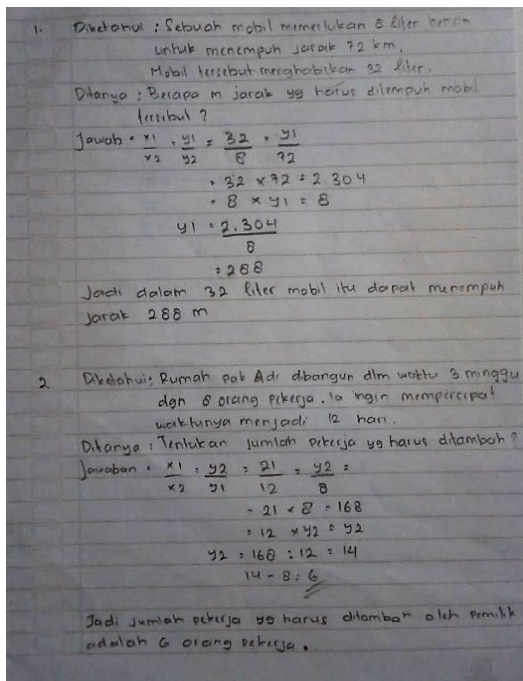 1. Diketahui : Sebuah mobil memerlukan 8 liter bensin
untuk menempuh jarak 72 km,
Mobil tersebut menghabiskan 32 liter.
Ditanya : Berapa m jarak yg harus ditempuh mobil
tersebut ?
Jawab = x1/x2 = y1/y2 = 32/8 = y1/72
= 32 x 72 = 2.304
= 8 x y1 = 8
y1 = 2.304/8
= 288
Jadi dalam 32 liter mobil itu dapat menempuh
jarak 288 m
2 Diketahui : Rumah pak Adi dibangun dlm waktu 3 minggu
dgn 8 orang pekerja. Ia ingin mempercepat
waktunya menjadi 12 hari.
Ditanya : Tentukan jumlah pekerja yg harus ditambah ?
Jawaban = x1/x2 = y2/y1 = 21/12 = y2/8 =
= 21 x 8 = 168
= 12 x y2 = y2
y2 = 168 : 12 = 14
14 - 8 = 6
Jadi jumlah pekerja yg harus ditambah oleh pemilik
adalah 6 orang pekerja.